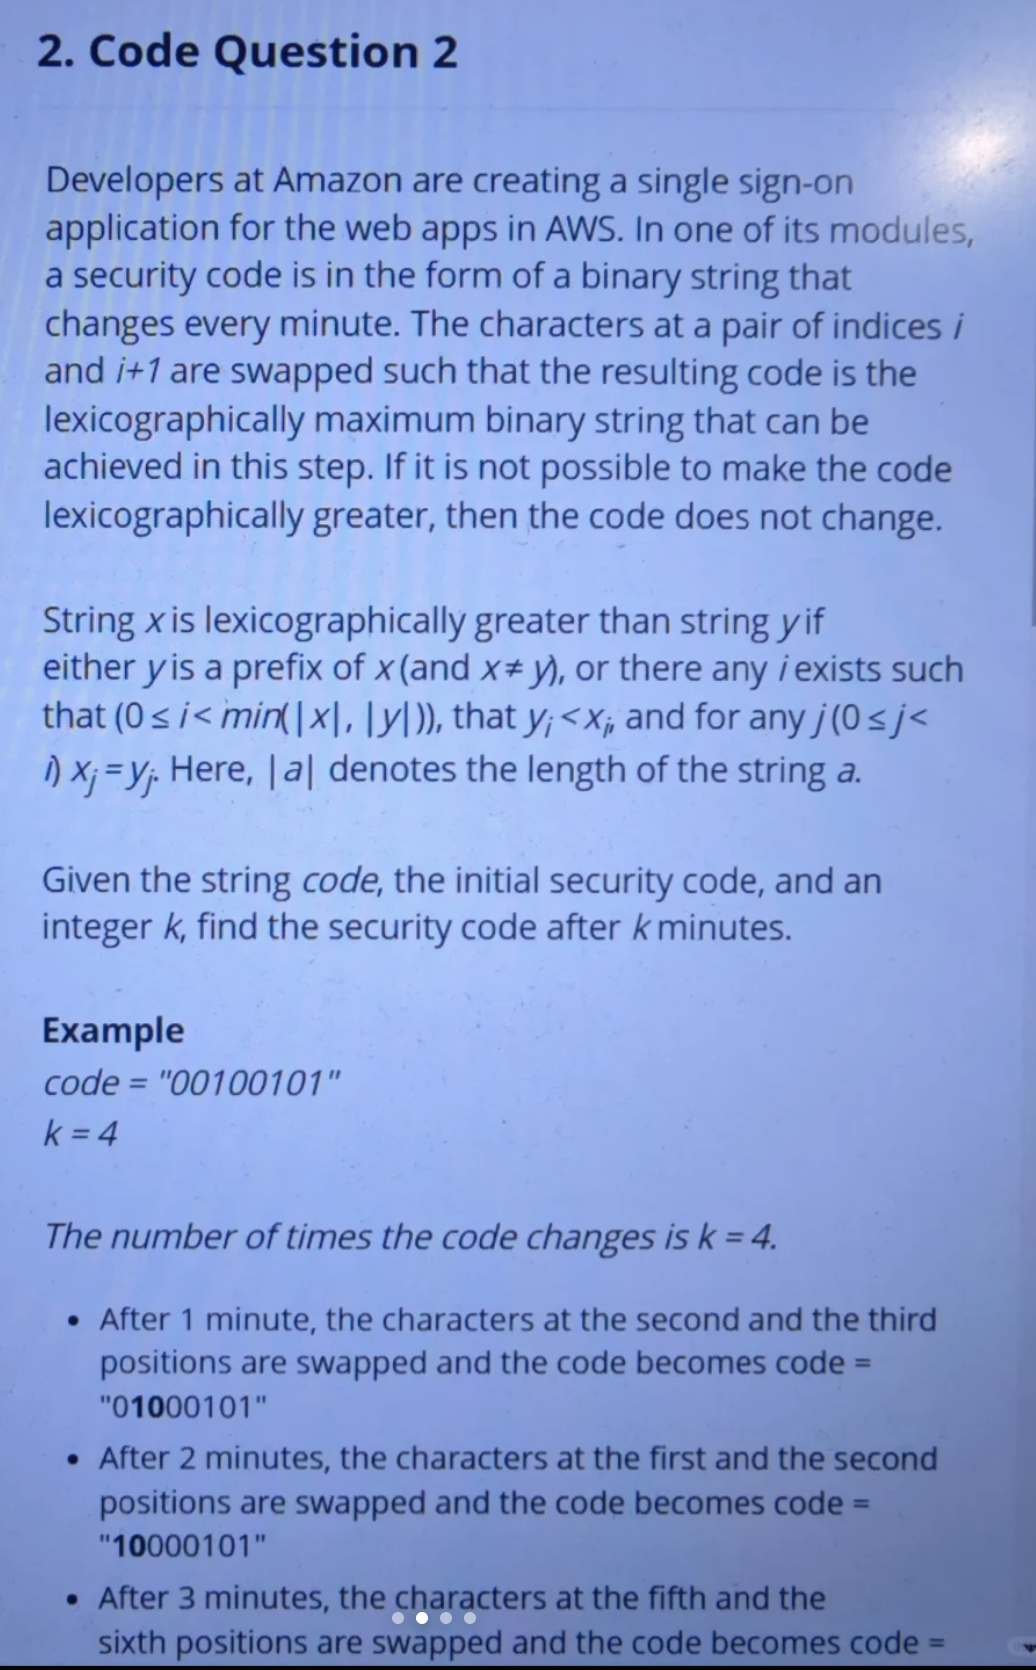 2. Code Question 2
Developers at Amazon are creating a single sign-on
application for the web apps in AWS. In one of its modules,
a security code is in the form of a binary string that
changes every minute. The characters at a pair of indices i
and i+1 are swapped such that the resulting code is the
lexicographically maximum binary string that can be
achieved in this step. If it is not possible to make the code
lexicographically greater, then the code does not change.
String x is lexicographically greater than string y if
either y is a prefix of x (and x ≠ y), or there any i exists such
that (0 ≤ i < min(|x|, |y|)), that yᵢ < xᵢ, and for any j (0 ≤ j <
i) xⱼ = yⱼ. Here, |a| denotes the length of the string a.
Given the string code, the initial security code, and an
integer k, find the security code after k minutes.
Example
code = "00100101"
k = 4
The number of times the code changes is k = 4.
• After 1 minute, the characters at the second and the third
positions are swapped and the code becomes code =
"01000101"
• After 2 minutes, the characters at the first and the second
positions are swapped and the code becomes code =
"10000101"
• After 3 minutes, the characters at the fifth and the
sixth positions are swapped and the code becomes code =